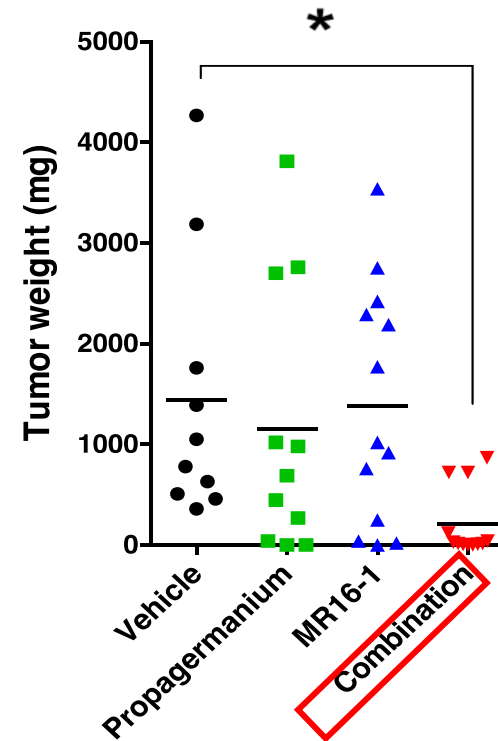 *
5000
4000
3000
2000
1000
0
Tumor weight (mg)
Vehicle
Propagermanium
MR16-1
Combination